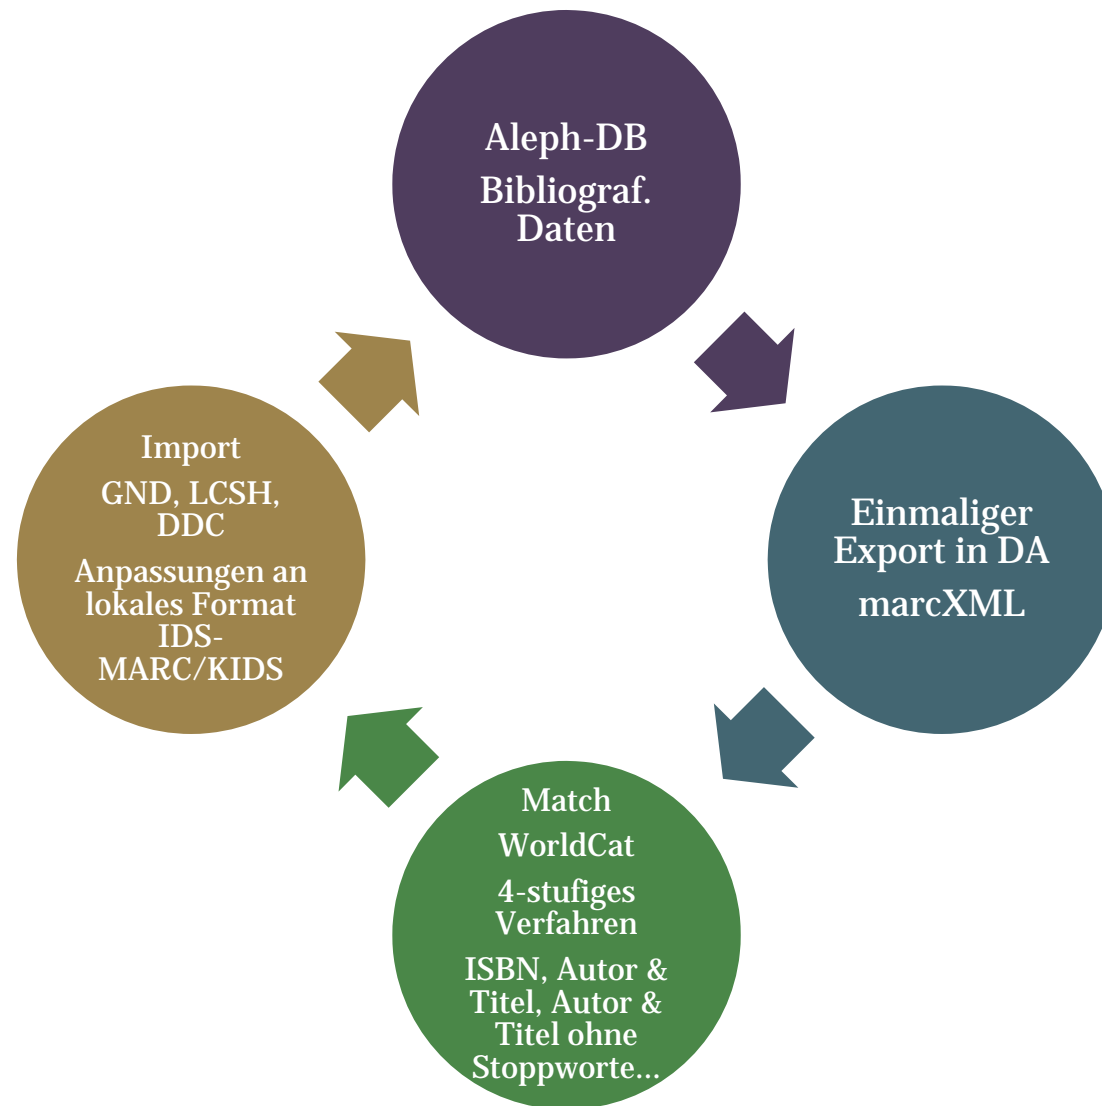 Aleph-DB
Bibliograf.
Daten
Einmaliger
Export in DA
marcXML
Match
WorldCat
4-stufiges
Verfahren
ISBN, Autor &
Titel, Autor &
Titel ohne
Stoppworte...
Import
GND, LCSH,
DDC
Anpassungen an
lokales Format
IDS-
MARC/KIDS